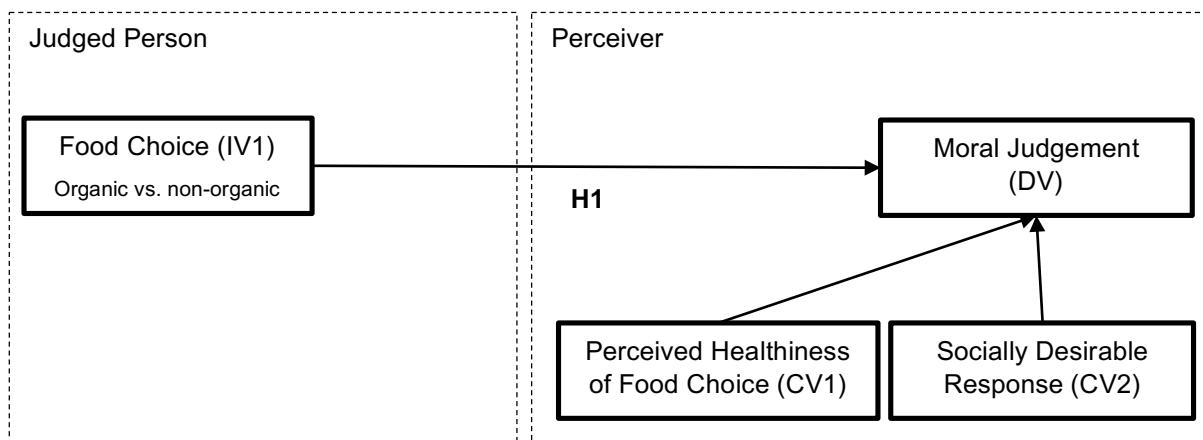 Judged Person
Perceiver
Food Choice (IV1)
Organic vs. non-organic
H1
Moral Judgement
(DV)
Perceived Healthiness
of Food Choice (CV1)
Socially Desirable
Response (CV2)